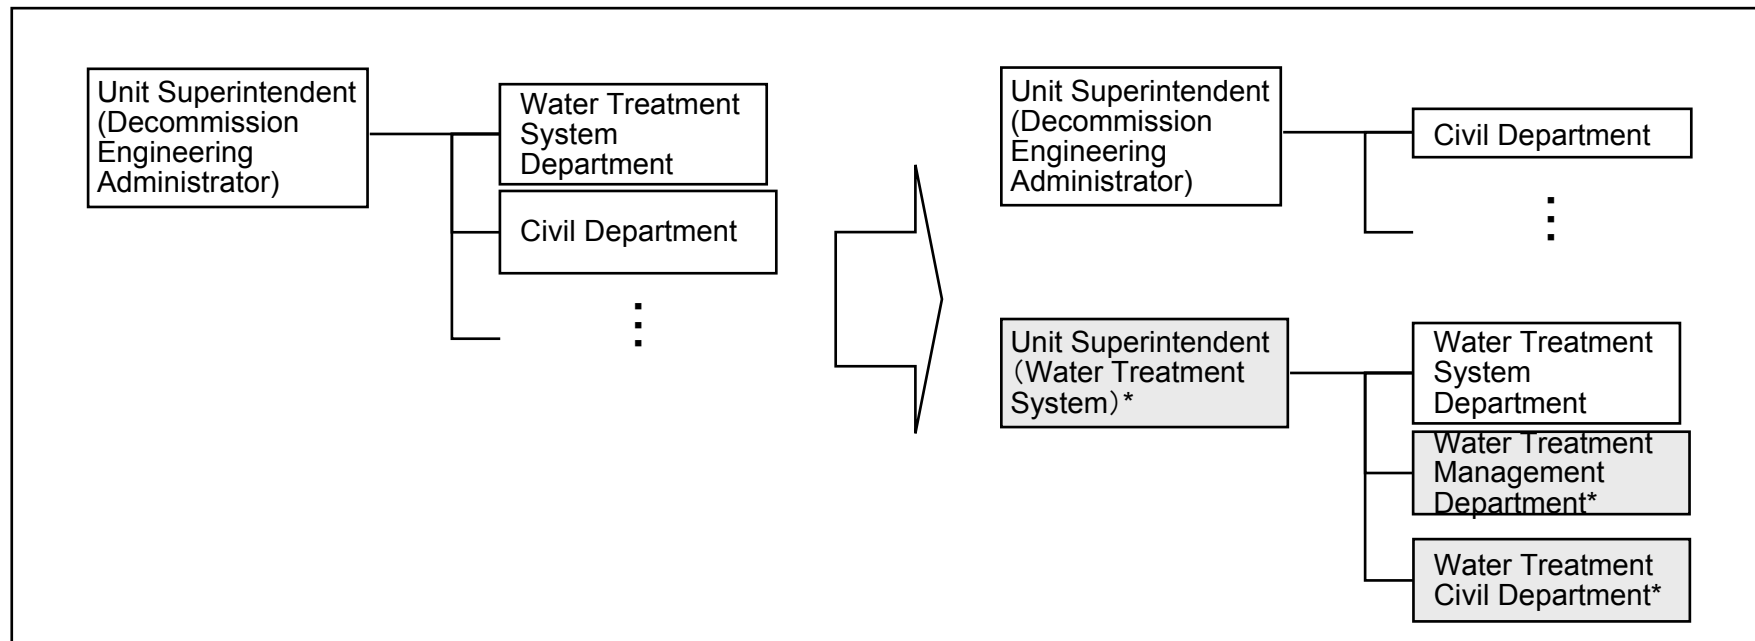 Unit Superintendent
(Decommission
Engineering
Administrator)
Water Treatment
System
Department
Civil Department
⋮
Unit Superintendent
(Decommission
Engineering
Administrator)
Civil Department
⋮
Unit Superintendent
（Water Treatment
System）*
Water Treatment
System
Department
Water Treatment
Management
Department*
Water Treatment
Civil Department*